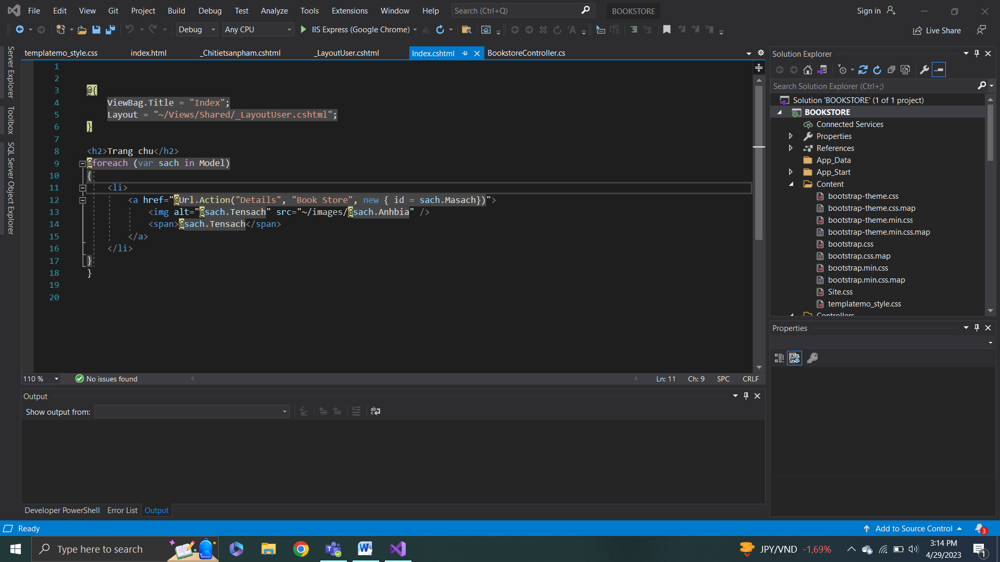 File Edit View Git Project Build Debug Test Analyze Tools Extensions Window Help Search (Ctrl+Q) BOOKSTORE Sign in
Debug Any CPU IIS Express (Google Chrome) Live Share
templatemo_style.css index.html _Chitietsanpham.cshtml _LayoutUser.cshtml Index.cshtml BookstoreController.cs
Server Explorer
Toolbox
SQL Server Object Explorer
1
2
3 @{
4 ViewBag.Title = "Index";
5 Layout = "~/Views/Shared/_LayoutUser.cshtml";
6 }
7
8 <h2>Trang chu</h2>
9 @foreach (var sach in Model)
10 {
11 <li>
12 <a href="@Url.Action("Details", "Book Store", new { id = sach.Masach})">
13 <img alt="@sach.Tensach" src="~/images/@sach.Anhbia" />
14 <span>@sach.Tensach</span>
15 </a>
16 </li>
17 }
18 }
19
20
110 % No issues found Ln: 11 Ch: 9 SPC CRLF
Output
Show output from:
Developer PowerShell Error List Output
Solution Explorer
Search Solution Explorer (Ctrl+;)
Solution 'BOOKSTORE' (1 of 1 project)
BOOKSTORE
Connected Services
Properties
References
App_Data
App_Start
Content
bootstrap-theme.css
bootstrap-theme.css.map
bootstrap-theme.min.css
bootstrap-theme.min.css.map
bootstrap.css
bootstrap.css.map
bootstrap.min.css
bootstrap.min.css.map
Site.css
templatemo_style.css
Controllers
Properties
Ready Add to Source Control 3
Type here to search JPY/VND -1,69% 3:14 PM
4/29/2023 1